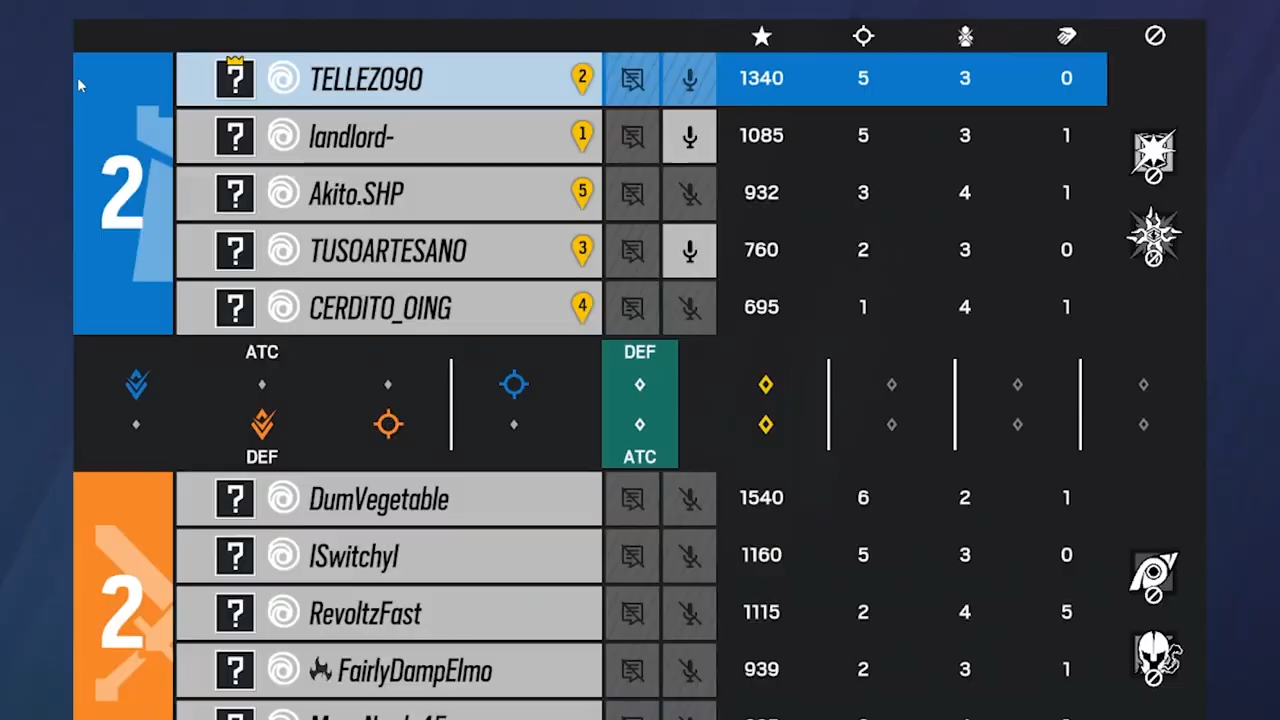 ? TELLEZ090 2 1340 5 3 0
2
? landlord- 1 1085 5 3 1
? Akito.SHP 5 932 3 4 1
? TUSOARTESANO 3 760 2 3 0
? CERDITO_OING 4 695 1 4 1
ATC DEF
DEF ATC
2
? DumVegetable 1540 6 2 1
? ISwitchyI 1160 5 3 0
? RevoltzFast 1115 2 4 5
? FairlyDampElmo 939 2 3 1